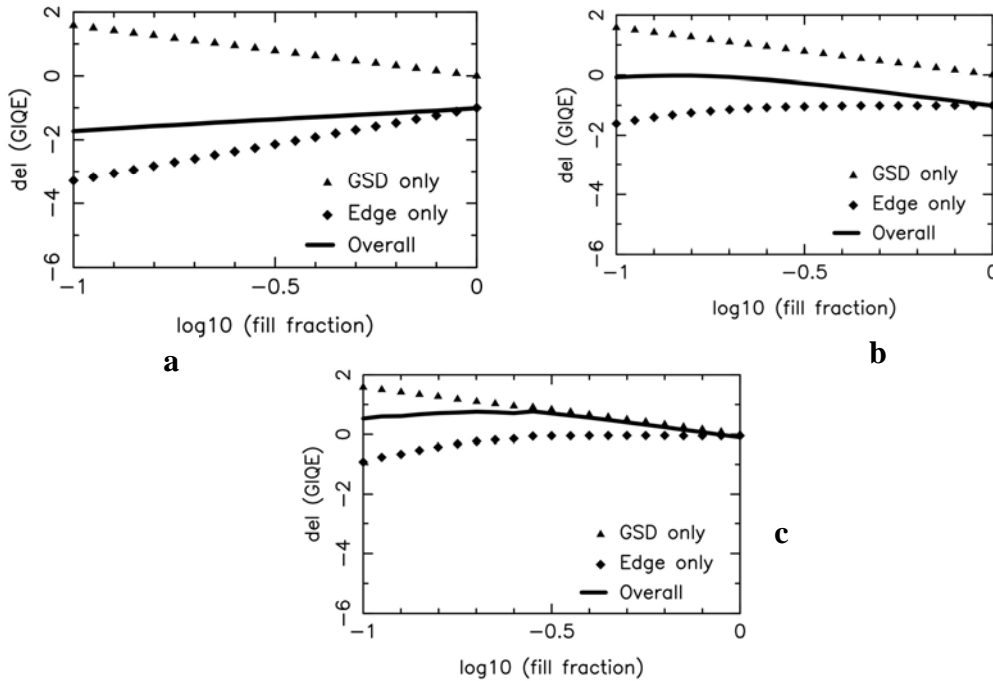 2
0
−2
−4
−6
del (GIQE)
GSD only
Edge only
Overall
−1
−0.5
0
log10 (fill fraction)
a
2
0
−2
−4
−6
del (GIQE)
GSD only
Edge only
Overall
−1
−0.5
0
log10 (fill fraction)
b
2
0
−2
−4
−6
del (GIQE)
GSD only
Edge only
Overall
−1
−0.5
0
log10 (fill fraction)
c